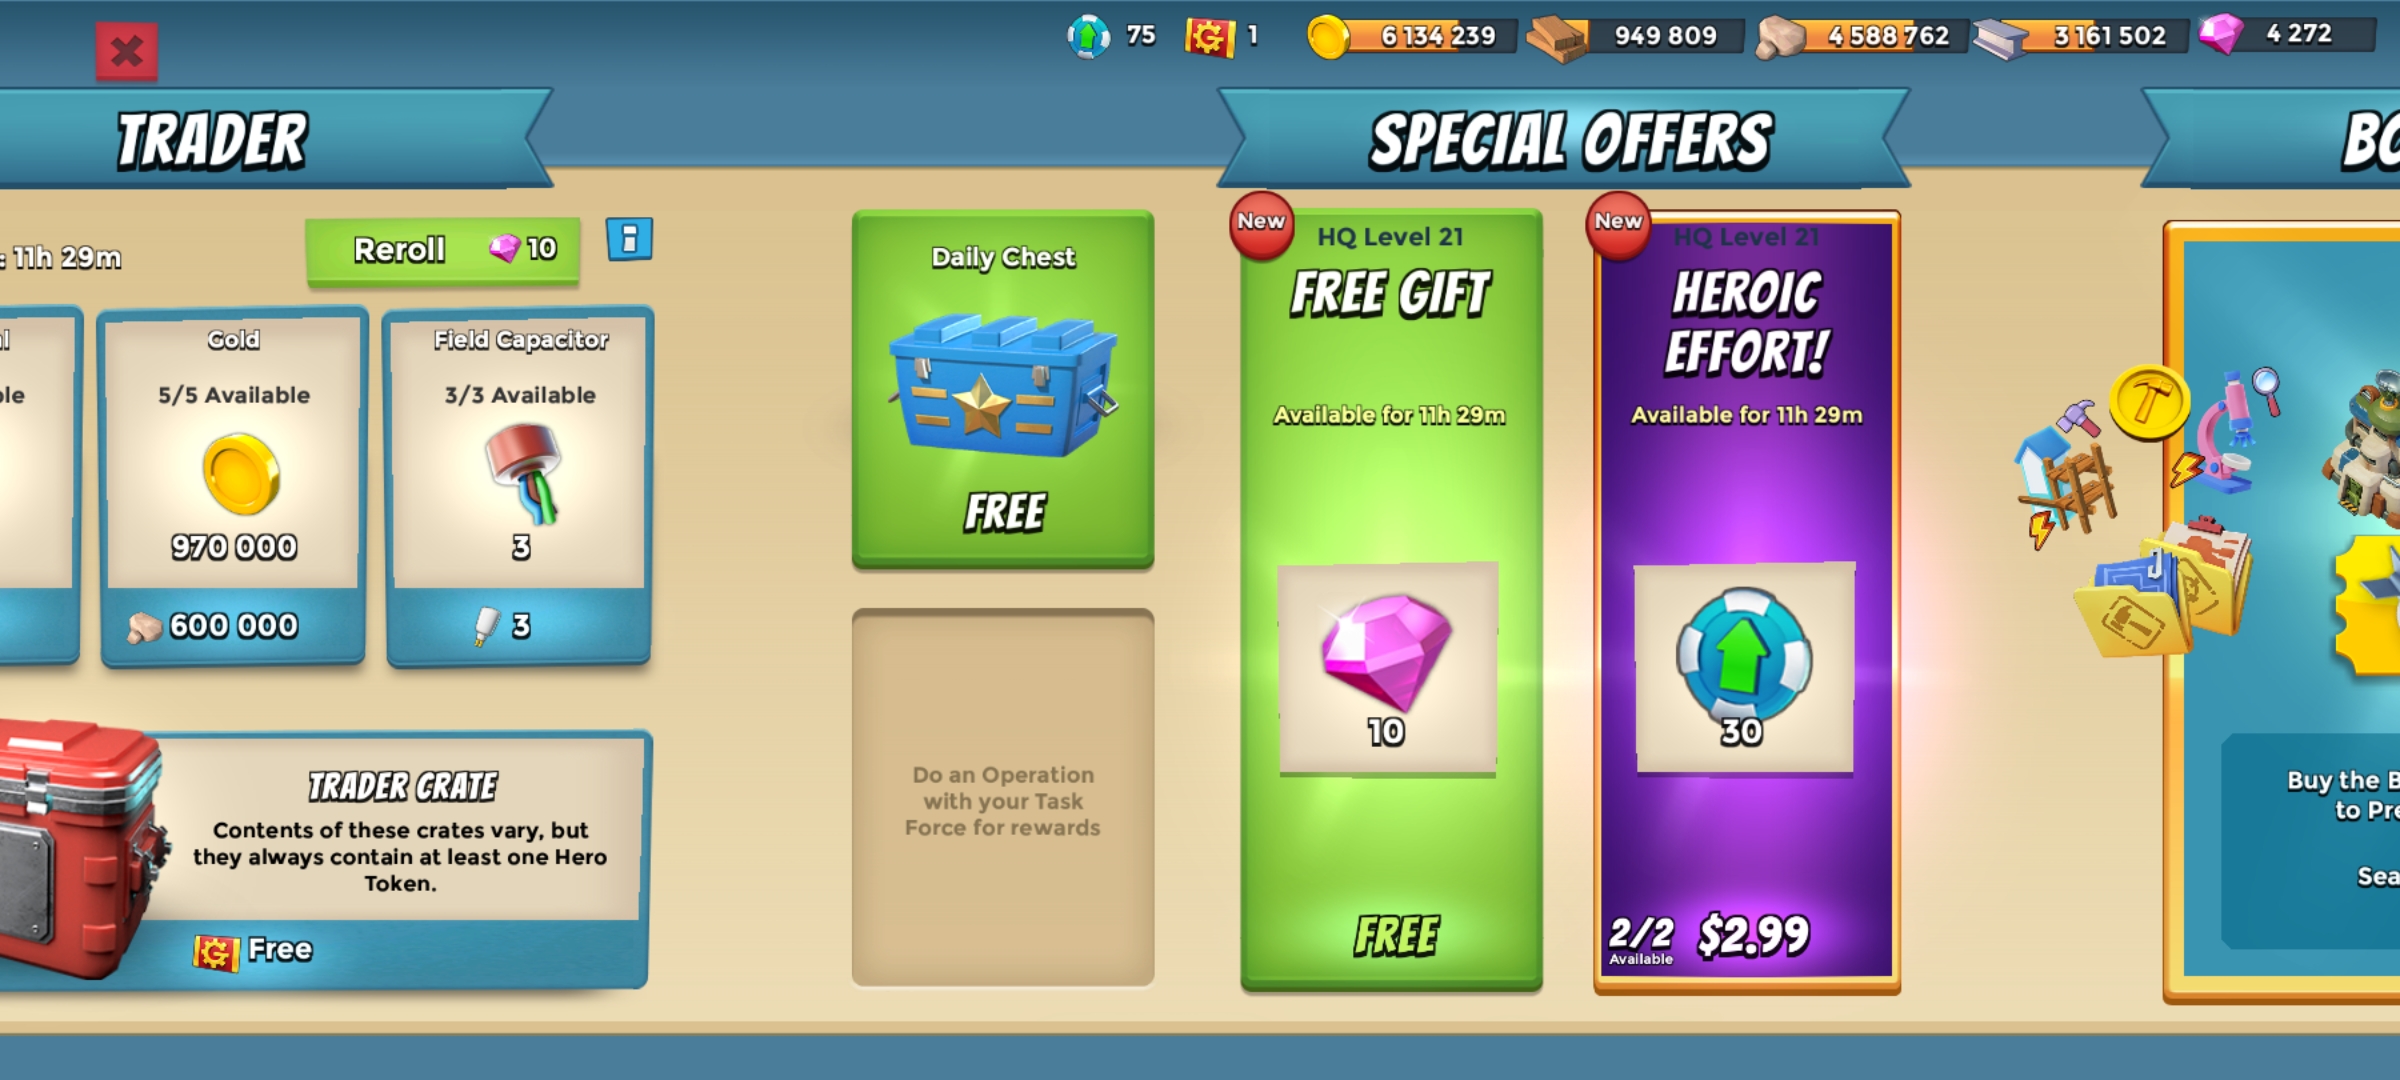 75
1
6 134 239
949 809
4 588 762
3 161 502
4 272
TRADER
: 11h 29m
Reroll 10
Gold
5/5 Available
970 000
600 000
Field Capacitor
3/3 Available
3
3
TRADER CRATE
Contents of these crates vary, but
they always contain at least one Hero
Token.
Free
Daily Chest
FREE
Do an Operation
with your Task
Force for rewards
SPECIAL OFFERS
New
HQ Level 21
FREE GIFT
Available for 11h 29m
10
FREE
New
HQ Level 21
HEROIC
EFFORT!
Available for 11h 29m
30
2/2
Available
$2.99
Buy the B
to Pre
Sea